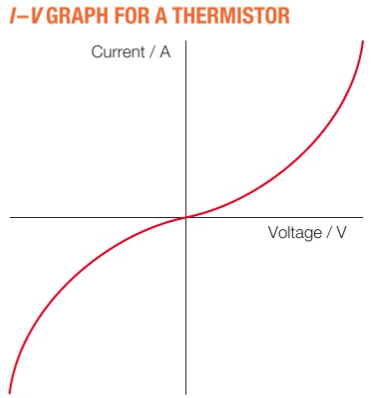 I–V GRAPH FOR A THERMISTOR
Current / A
Voltage / V